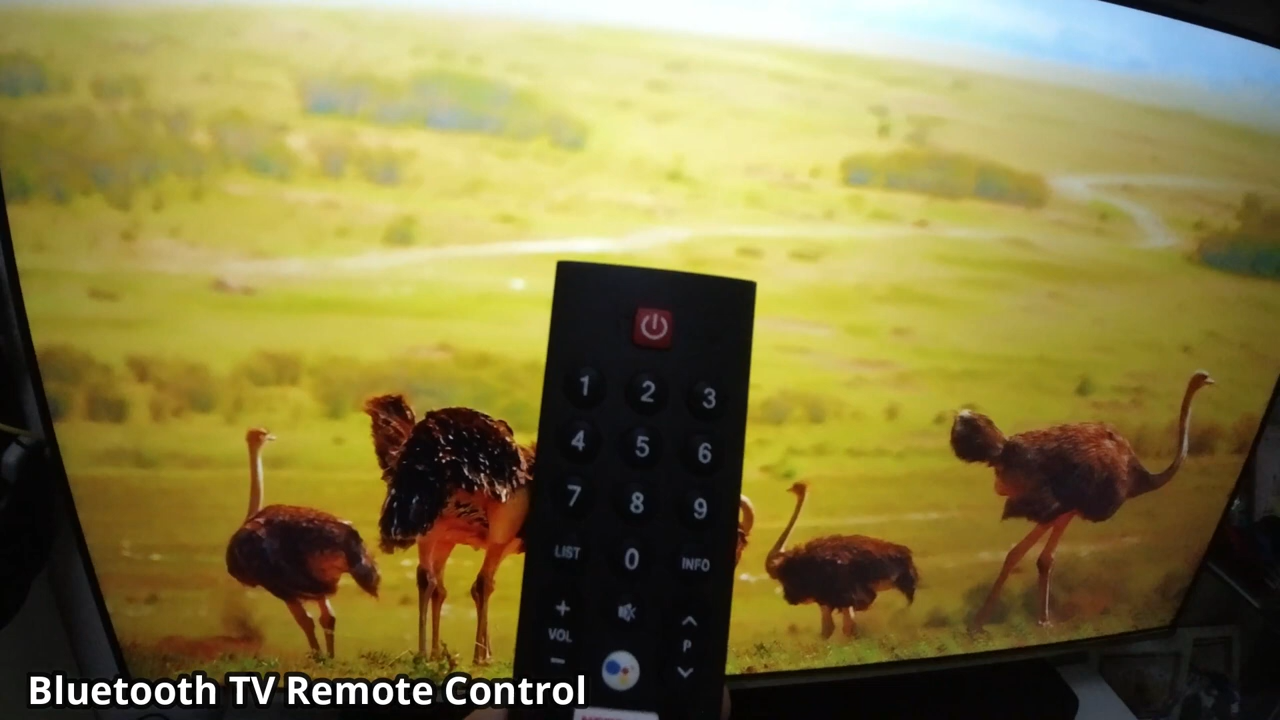 1 2 3
4 5 6
7 8 9
LIST 0 INFO
+
VOL P
-
Bluetooth TV Remote Control